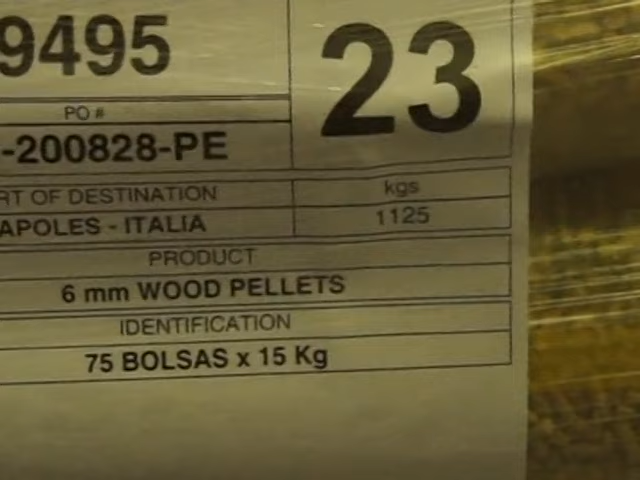 9495
23
PO #
-200828-PE
RT OF DESTINATION
kgs
APOLES - ITALIA
1125
PRODUCT
6 mm WOOD PELLETS
IDENTIFICATION
75 BOLSAS x 15 Kg